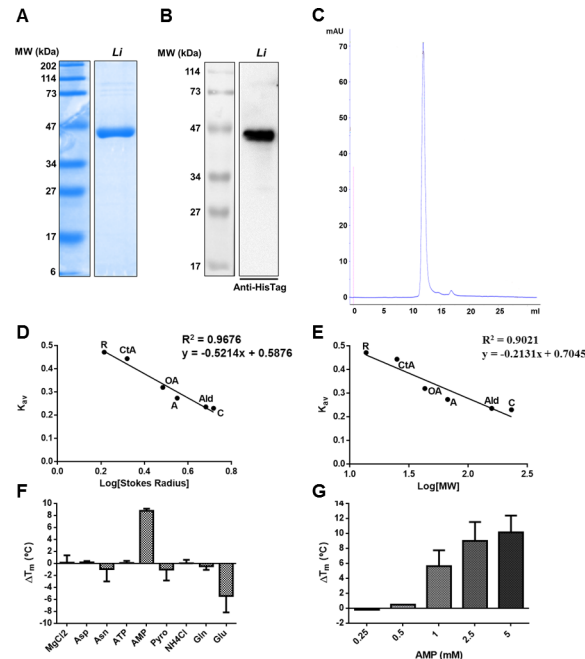 A
MW (kDa)
Li
202
114
73
47
34
27
17
6
B
MW (kDa)
Li
114
73
47
34
27
17
Anti-HisTag
C
mAU
70
60
50
40
30
20
10
0
0 5 10 15 20 25 ml
D
R² = 0.9676
y = -0.5214x + 0.5876
R
CtA
OA
A
Ald
C
Kav
0.5
0.4
0.3
0.2
0.1
0.0
0.0 0.2 0.4 0.6 0.8 1.0
Log[Stokes Radius]
E
R² = 0.9021
y = -0.2131x + 0.7045
R
CtA
OA
A
Ald
C
Kav
0.5
0.4
0.3
0.2
0.1
0.0
1.0 1.5 2.0 2.5
Log[MW]
F
ΔTm (°C)
10
8
6
4
2
0
-2
-4
-6
-8
-10
MgCl2
Asp
Asn
ATP
AMP
Pyro
NH4Cl
Gln
Glu
G
ΔTm (°C)
14
12
10
8
6
4
2
0
-2
0.25
0.5
1
2.5
5
AMP (mM)